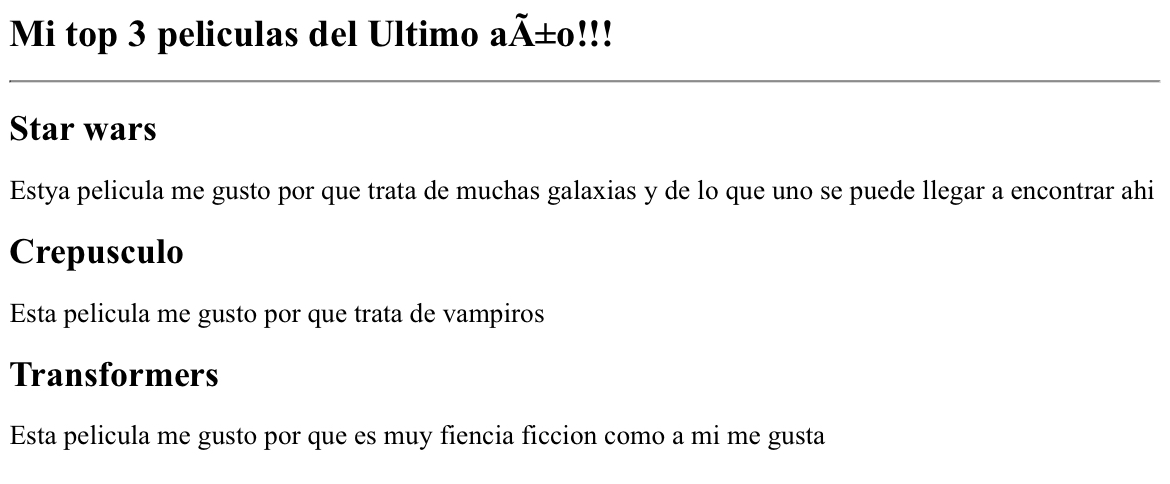 Mi top 3 peliculas del Ultimo aÃ±o!!!
Star wars
Estya pelicula me gusto por que trata de muchas galaxias y de lo que uno se puede llegar a encontrar ahi
Crepusculo
Esta pelicula me gusto por que trata de vampiros
Transformers
Esta pelicula me gusto por que es muy fiencia ficcion como a mi me gusta